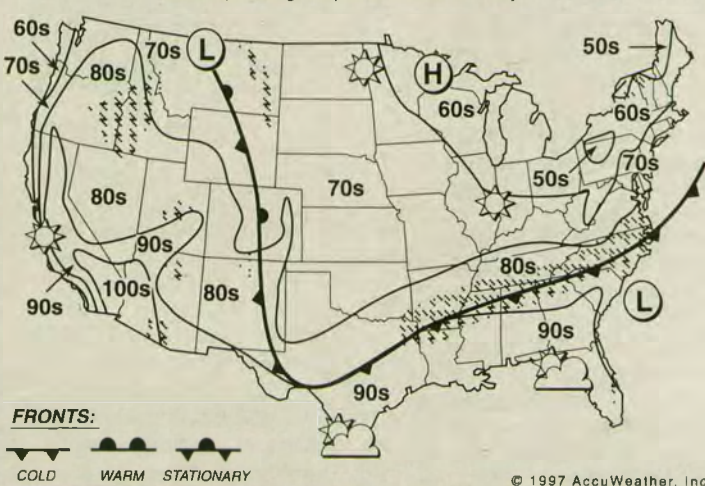 60s
70s
L
50s
70s
80s
H
60s
60s
70s
50s
80s
70s
90s
80s
100s
80s
90s
L
90s
90s
FRONTS:
COLD WARM STATIONARY
© 1997 AccuWeather, Inc